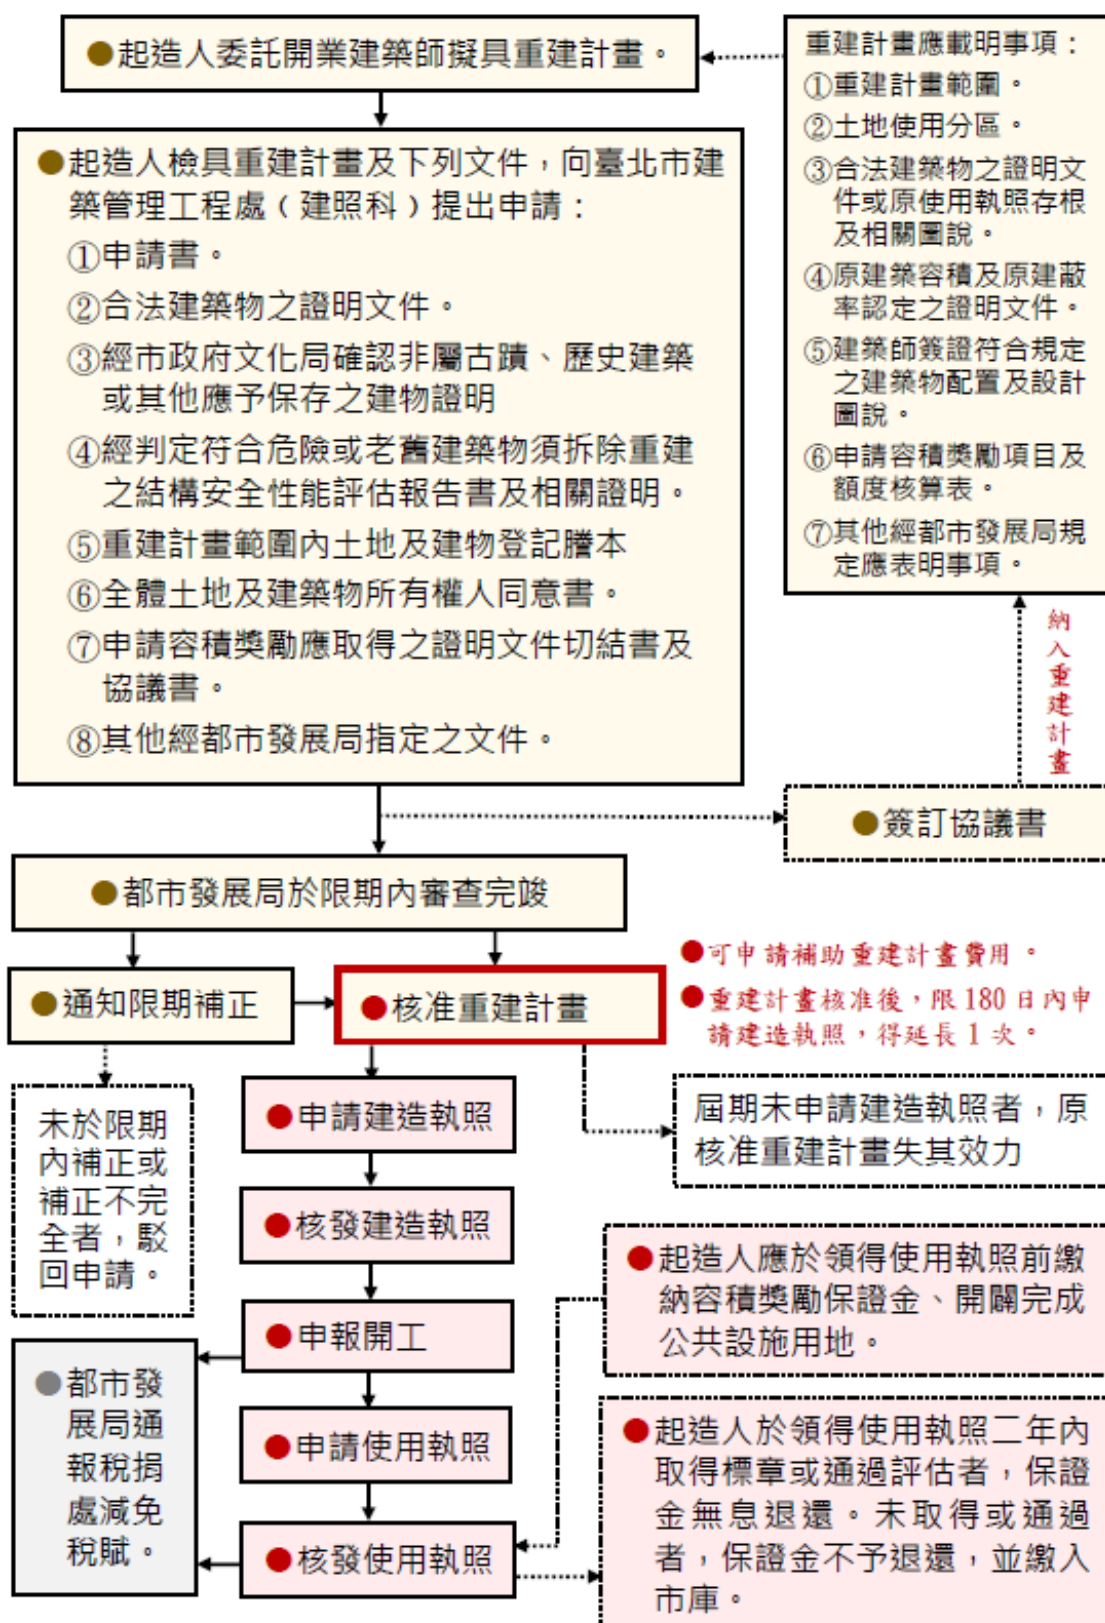 ●起造人委託開業建築師擬具重建計畫。
重建計畫應載明事項：
①重建計畫範圍。
②土地使用分區。
③合法建築物之證明文
件或原使用執照存根
及相關圖說。
④原建築容積及原建蔽
率認定之證明文件。
⑤建築師簽證符合規定
之建築物配置及設計
圖說。
⑥申請容積獎勵項目及
額度核算表。
⑦其他經都市發展局規
定應表明事項。
●起造人檢具重建計畫及下列文件，向臺北市建
築管理工程處（建照科）提出申請：
①申請書。
②合法建築物之證明文件。
③經市政府文化局確認非屬古蹟、歷史建築
或其他應予保存之建物證明
④經判定符合危險或老舊建築物須拆除重建
之結構安全性能評估報告書及相關證明。
⑤重建計畫範圍內土地及建物登記謄本
⑥全體土地及建築物所有權人同意書。
⑦申請容積獎勵應取得之證明文件切結書及
協議書。
⑧其他經都市發展局指定之文件。
納入重建計畫
●簽訂協議書
●都市發展局於限期內審查完竣
●通知限期補正
●核准重建計畫
●可申請補助重建計畫費用。
●重建計畫核准後，限180日內申
請建造執照，得延長1次。
未於限期
內補正或
補正不完
全者，駁
回申請。
●申請建造執照
屆期未申請建造執照者，原
核准重建計畫失其效力
●核發建造執照
●起造人應於領得使用執照前繳
納容積獎勵保證金、開闢完成
公共設施用地。
●申報開工
●都市發
展局通
報稅捐
處減免
稅賦。
●申請使用執照
●核發使用執照
●起造人於領得使用執照二年內
取得標章或通過評估者，保證
金無息退還。未取得或通過
者，保證金不予退還，並繳入
市庫。